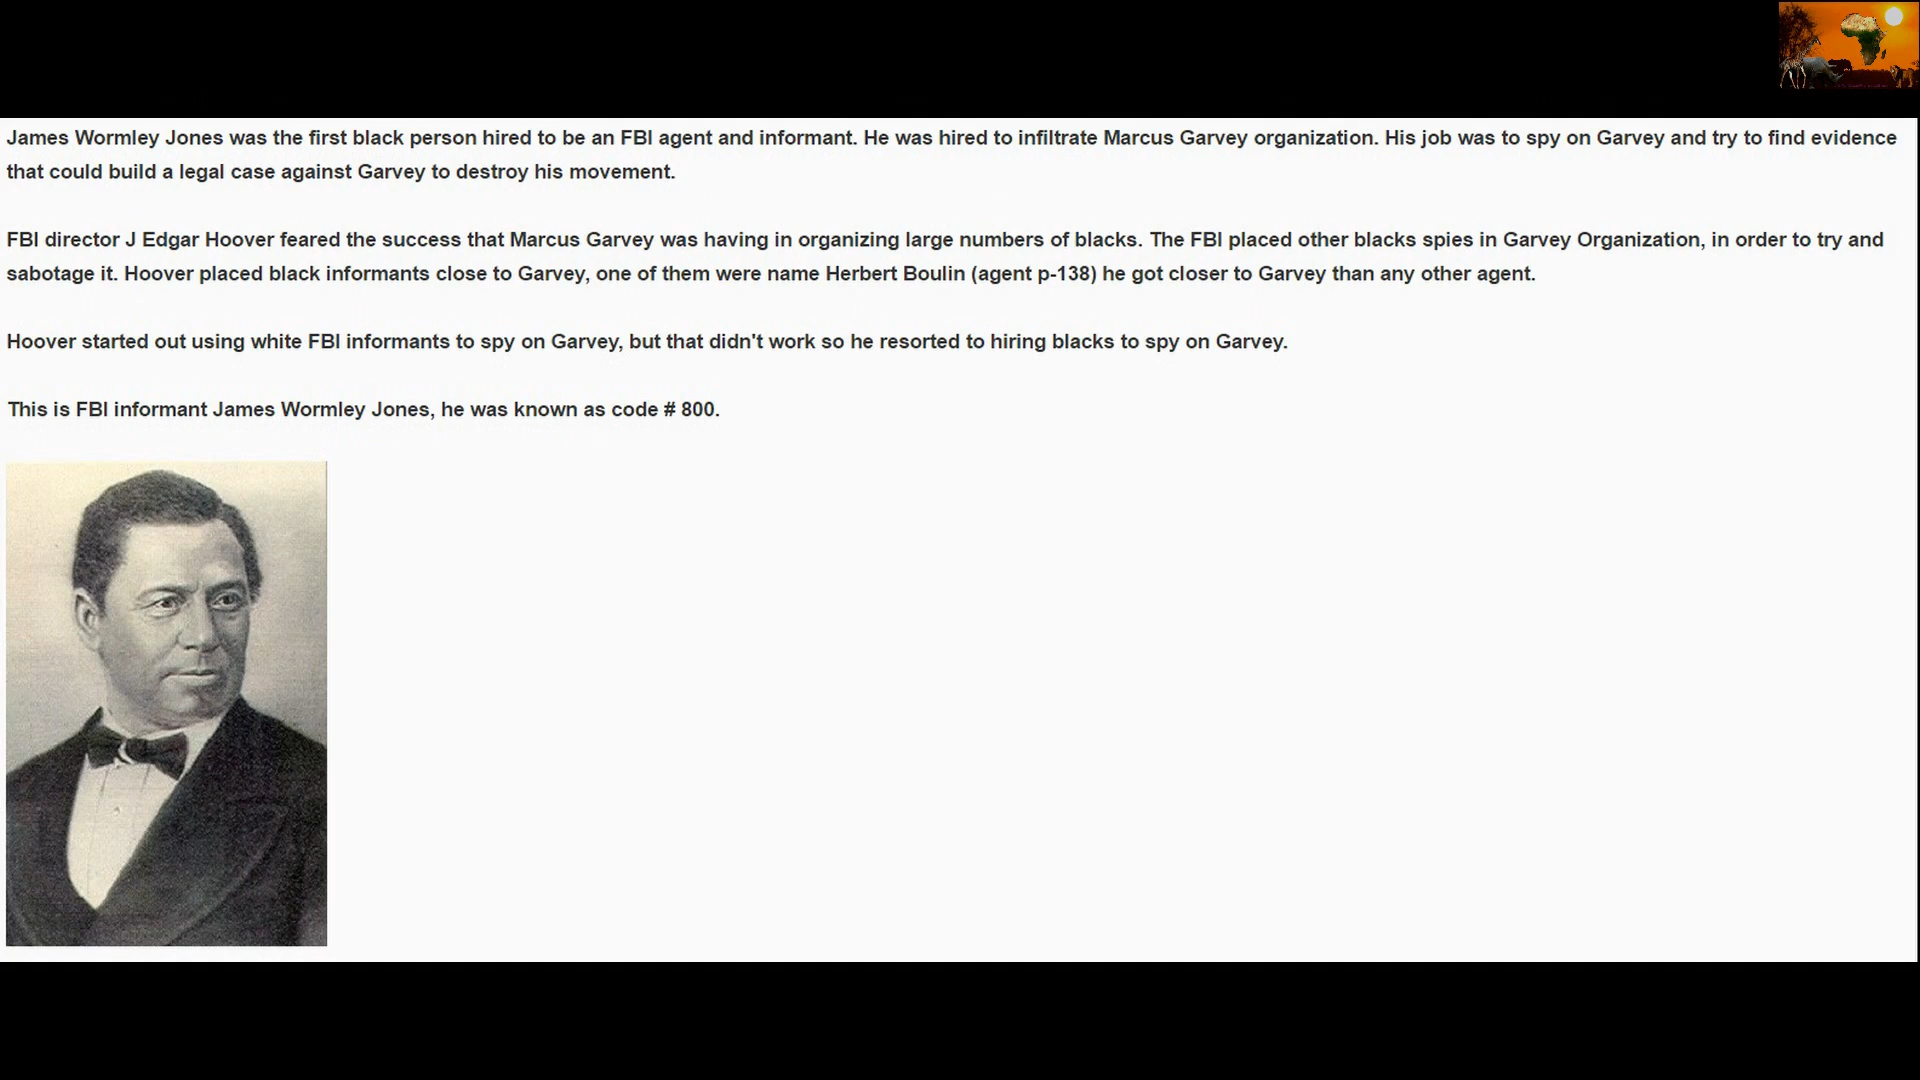 James Wormley Jones was the first black person hired to be an FBI agent and informant. He was hired to infiltrate Marcus Garvey organization. His job was to spy on Garvey and try to find evidence
that could build a legal case against Garvey to destroy his movement.
FBI director J Edgar Hoover feared the success that Marcus Garvey was having in organizing large numbers of blacks. The FBI placed other blacks spies in Garvey Organization, in order to try and
sabotage it. Hoover placed black informants close to Garvey, one of them were name Herbert Boulin (agent p-138) he got closer to Garvey than any other agent.
Hoover started out using white FBI informants to spy on Garvey, but that didn't work so he resorted to hiring blacks to spy on Garvey.
This is FBI informant James Wormley Jones, he was known as code # 800.